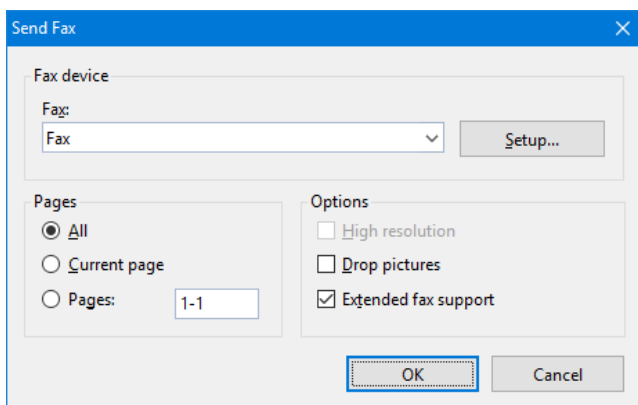 Send Fax
Fax device
Fax:
Fax
Setup...
Pages
All
Current page
Pages: 1-1
Options
High resolution
Drop pictures
Extended fax support
OK
Cancel